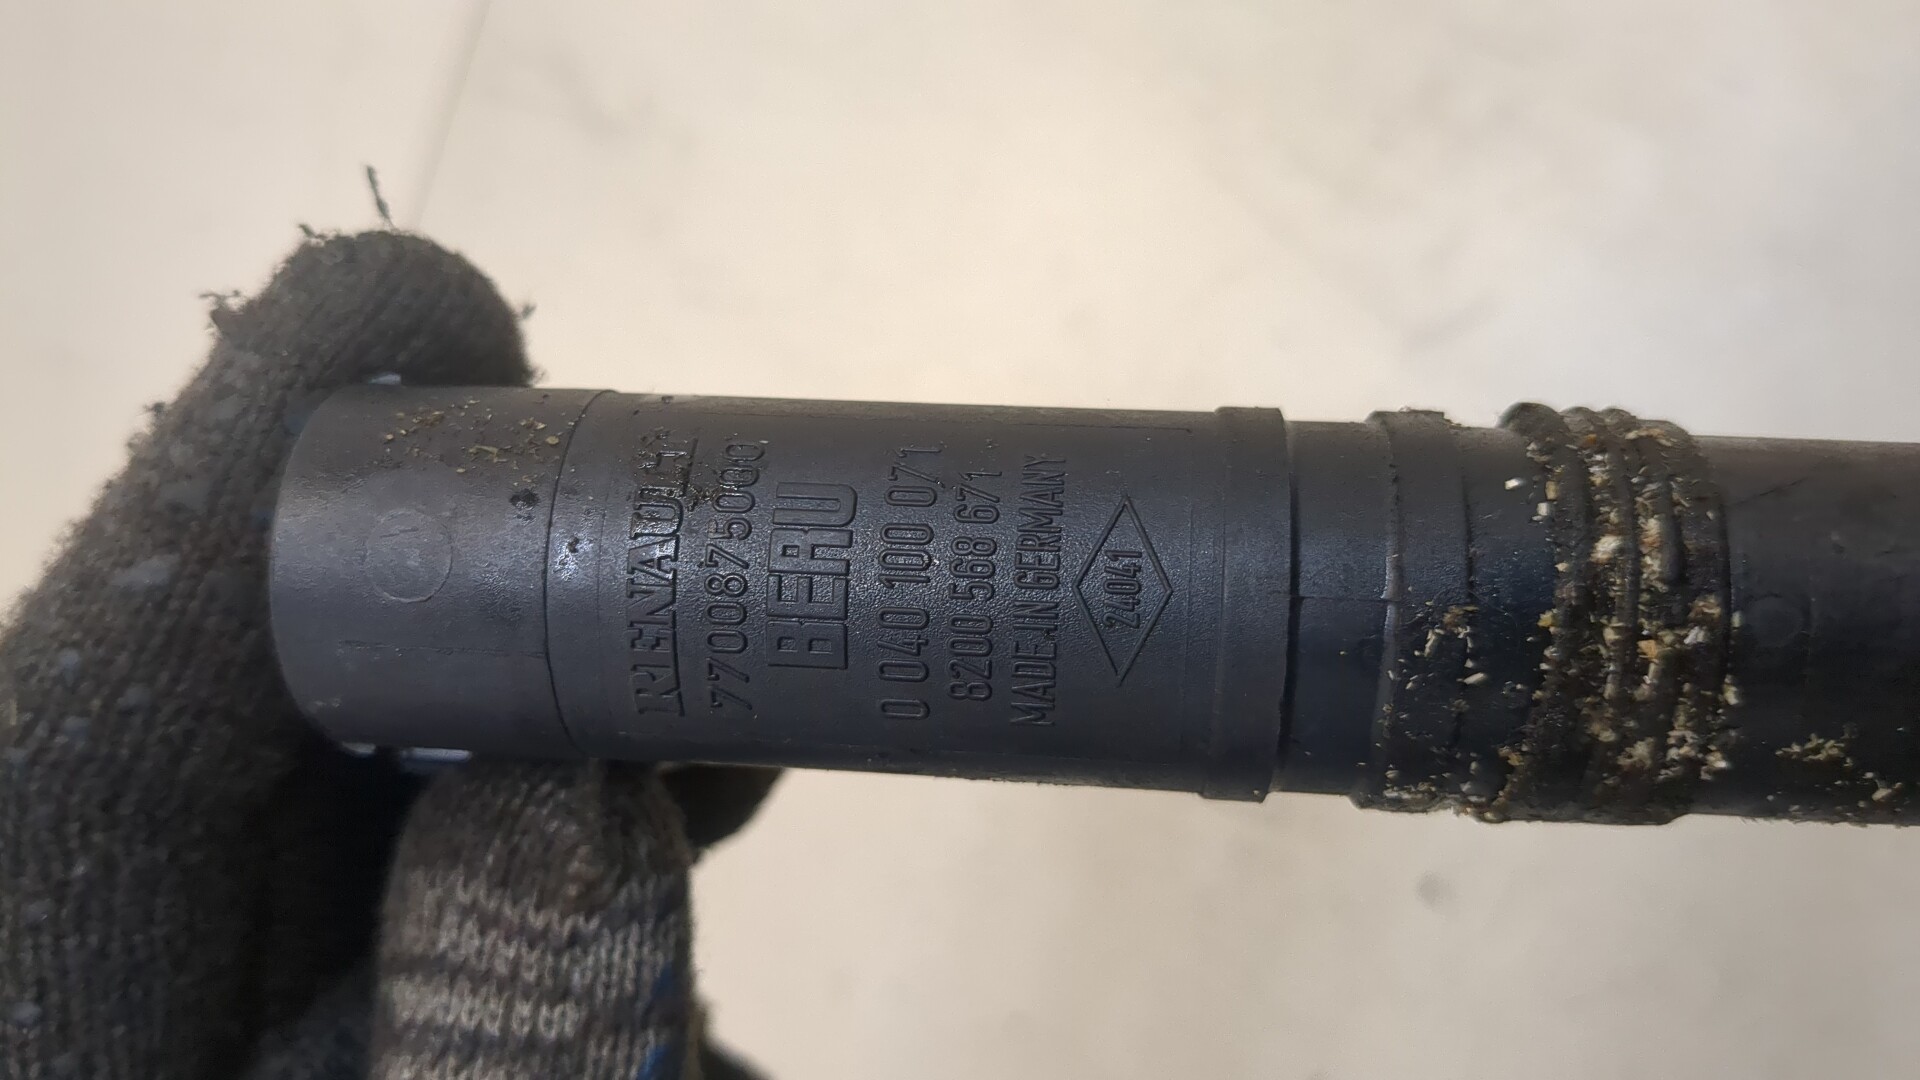 RENAULT
7700875000
BERU
0 040 100 071
8200 568 671
MADE IN GERMANY
24041